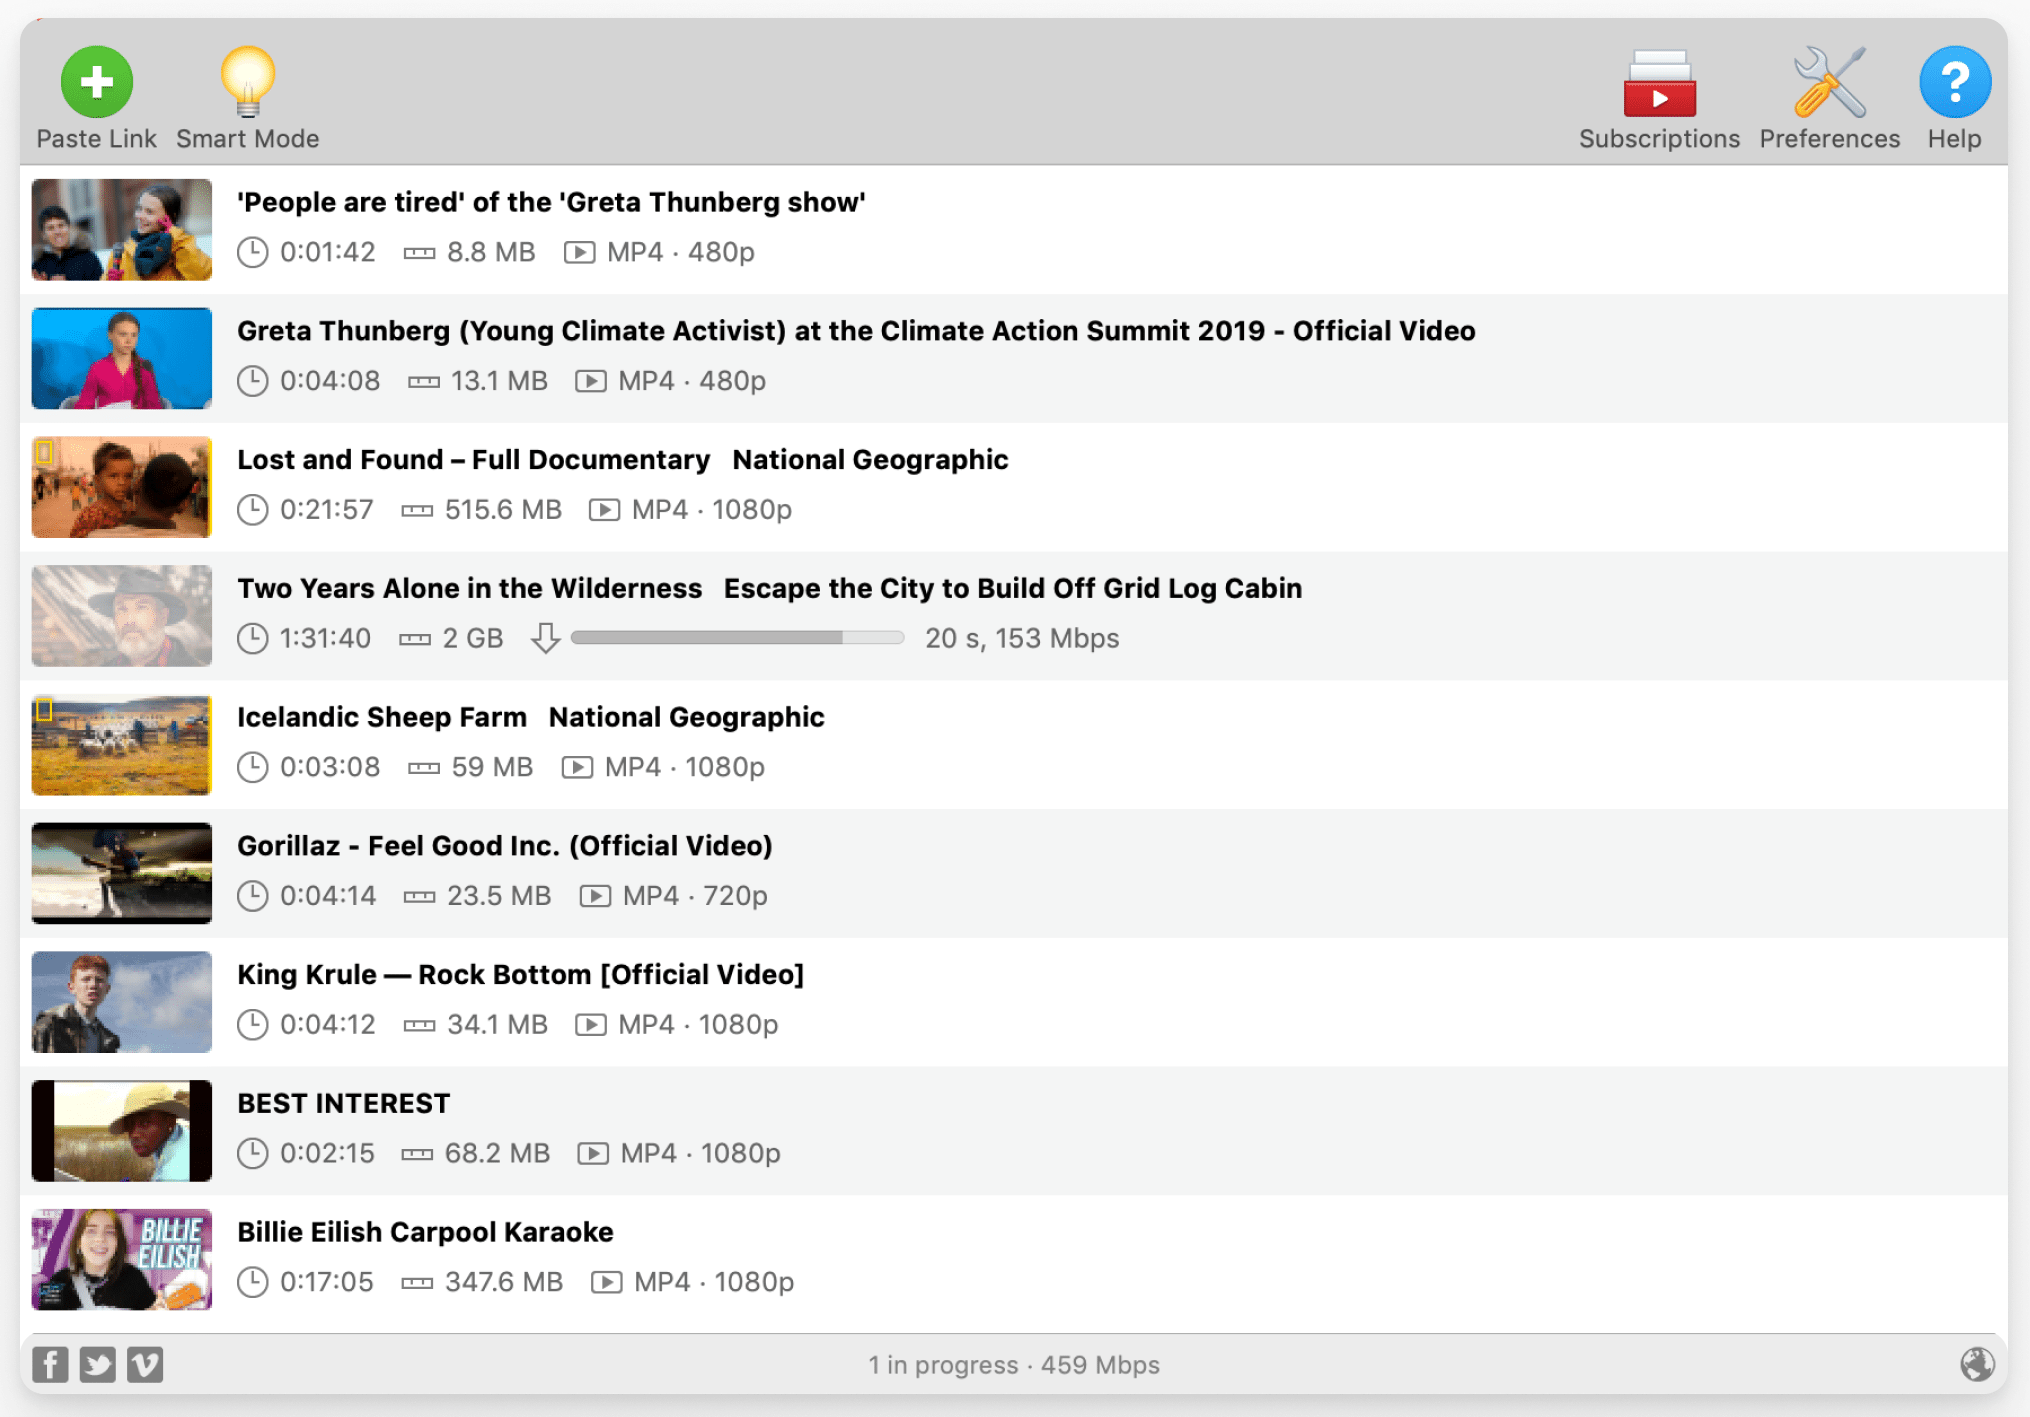 Paste Link
Smart Mode
Subscriptions
Preferences
Help
'People are tired' of the 'Greta Thunberg show'
0:01:42 8.8 MB MP4 · 480p
Greta Thunberg (Young Climate Activist) at the Climate Action Summit 2019 - Official Video
0:04:08 13.1 MB MP4 · 480p
Lost and Found – Full Documentary National Geographic
0:21:57 515.6 MB MP4 · 1080p
Two Years Alone in the Wilderness Escape the City to Build Off Grid Log Cabin
1:31:40 2 GB 20 s, 153 Mbps
Icelandic Sheep Farm National Geographic
0:03:08 59 MB MP4 · 1080p
Gorillaz - Feel Good Inc. (Official Video)
0:04:14 23.5 MB MP4 · 720p
King Krule — Rock Bottom [Official Video]
0:04:12 34.1 MB MP4 · 1080p
BEST INTEREST
0:02:15 68.2 MB MP4 · 1080p
BILLIE
EILISH
Billie Eilish Carpool Karaoke
0:17:05 347.6 MB MP4 · 1080p
1 in progress · 459 Mbps